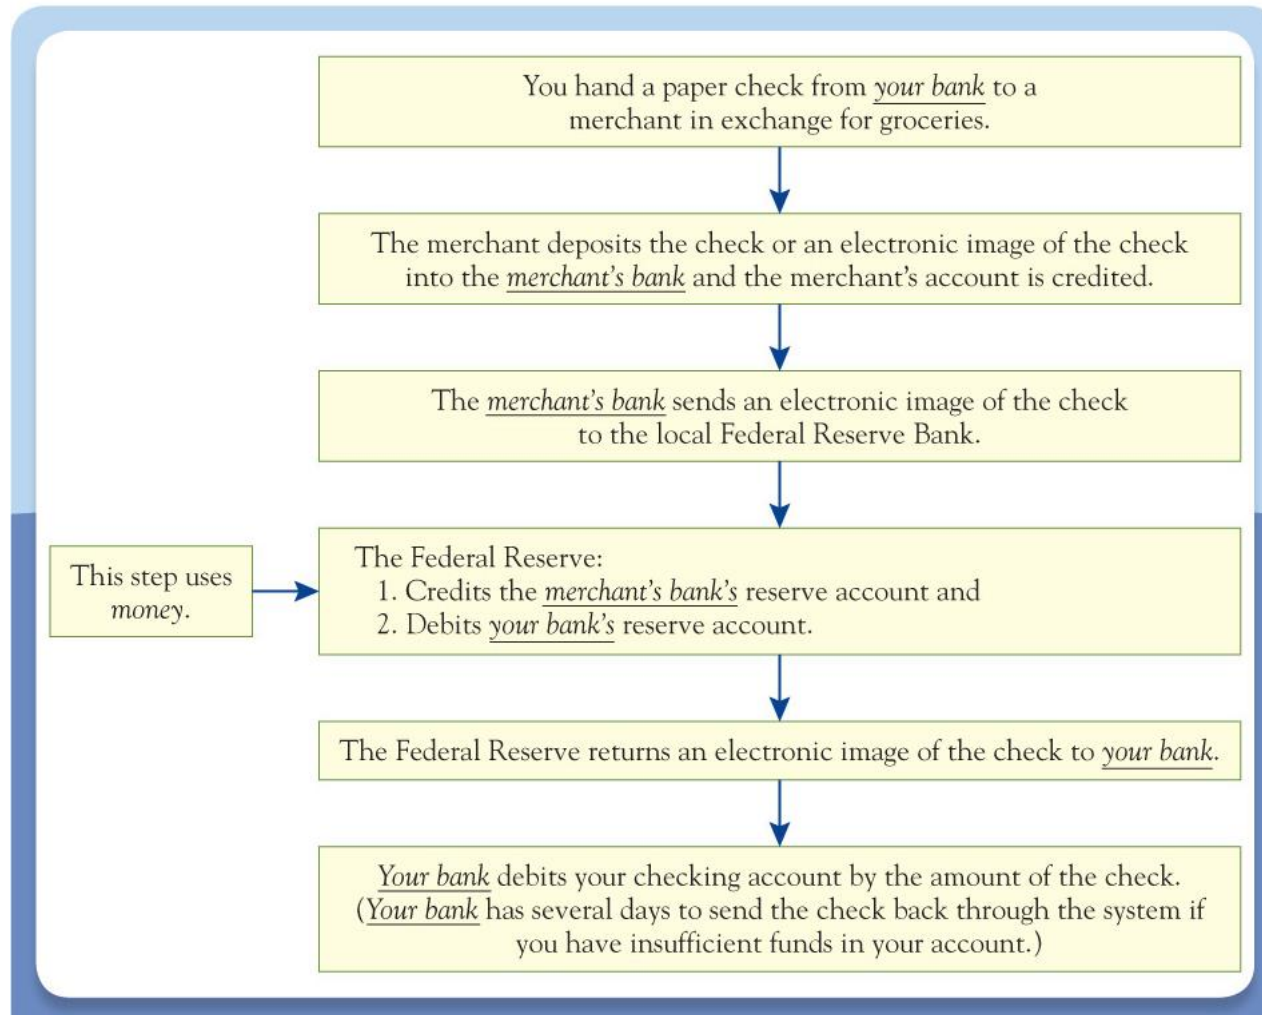 You hand a paper check from your bank to a
merchant in exchange for groceries.
The merchant deposits the check or an electronic image of the check
into the merchant’s bank and the merchant’s account is credited.
The merchant’s bank sends an electronic image of the check
to the local Federal Reserve Bank.
This step uses
money.
The Federal Reserve:
1. Credits the merchant’s bank’s reserve account and
2. Debits your bank’s reserve account.
The Federal Reserve returns an electronic image of the check to your bank.
Your bank debits your checking account by the amount of the check.
(Your bank has several days to send the check back through the system if
you have insufficient funds in your account.)